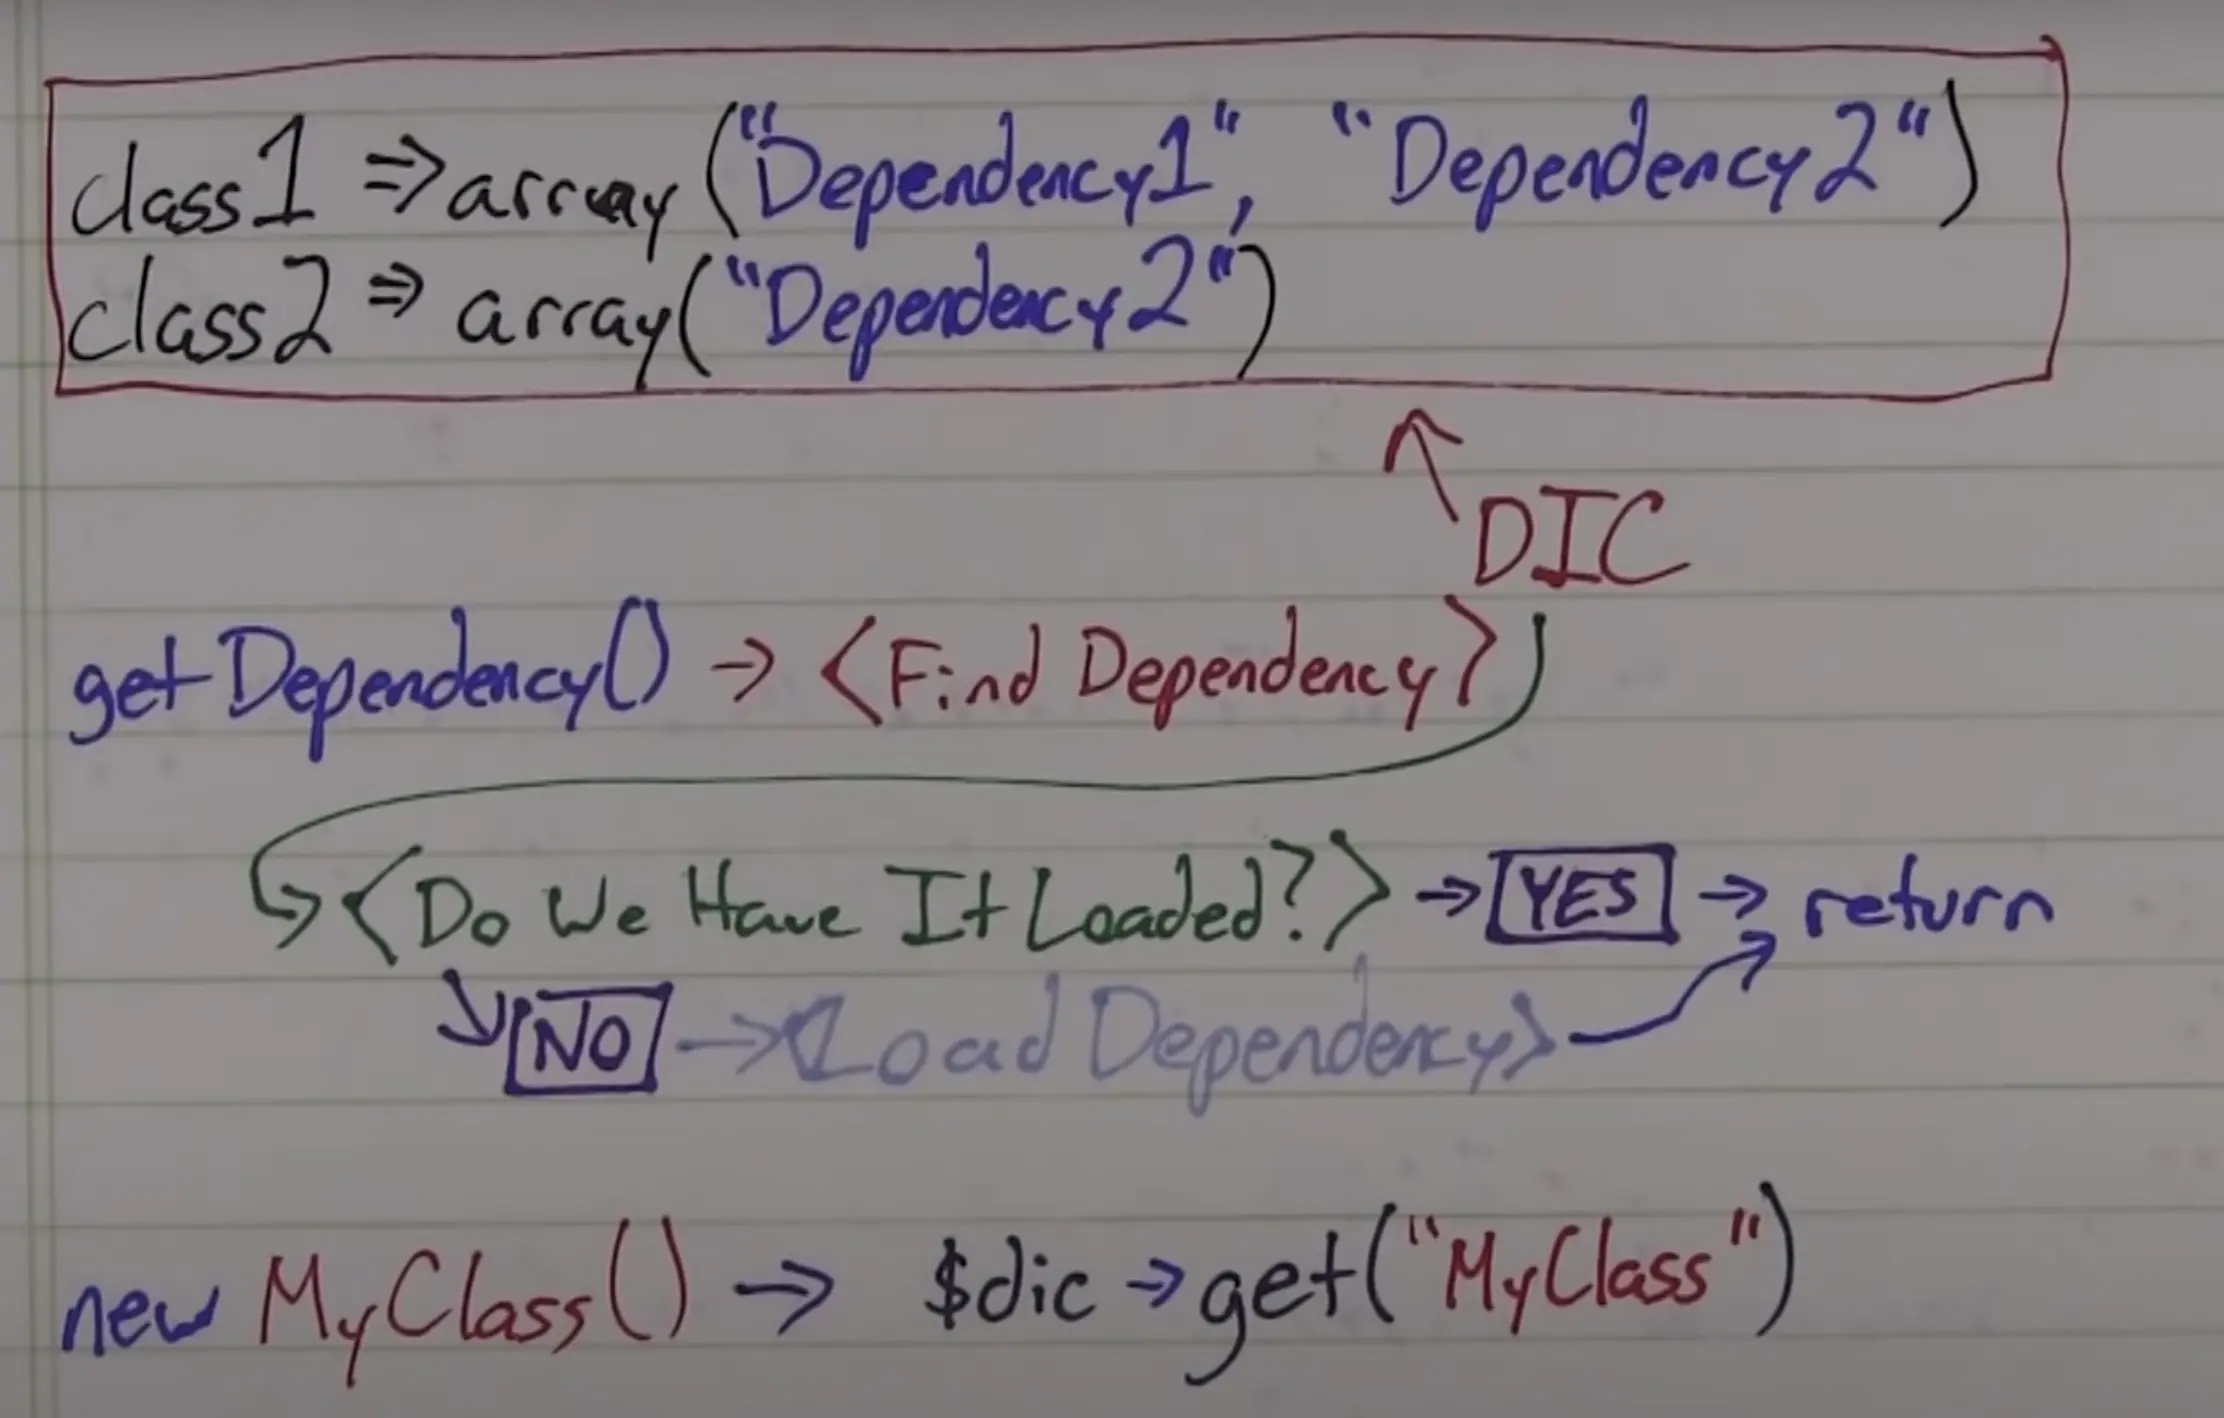 class1 => array("Dependency1", "Dependency2")
class2 => array("Dependency2")
DIC
getDependency() -> <Find Dependency>
<Do We Have It Loaded?> -> YES -> return
NO -> <Load Dependency>
new MyClass() -> $dic->get("MyClass")